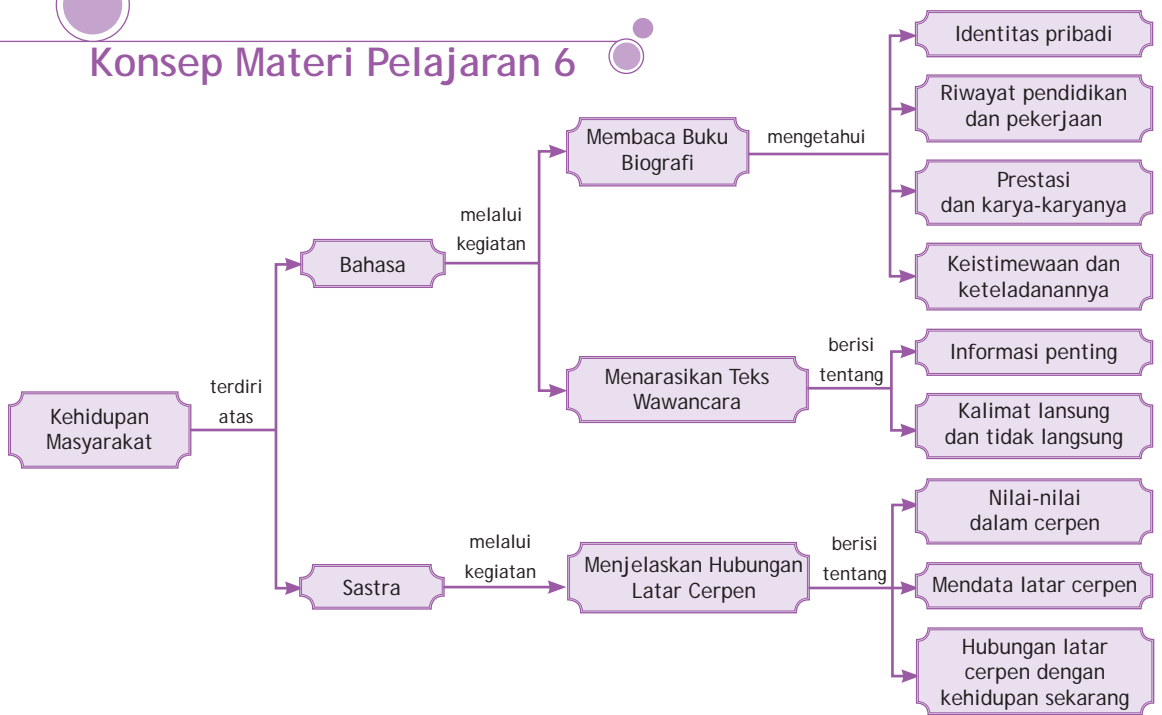 Konsep Materi Pelajaran 6
Kehidupan
Masyarakat
terdiri
atas
Bahasa
melalui
kegiatan
Membaca Buku
Biografi
mengetahui
Identitas pribadi
Riwayat pendidikan
dan pekerjaan
Prestasi
dan karya-karyanya
Keistimewaan dan
keteladanannya
Menarasikan Teks
Wawancara
berisi
tentang
Informasi penting
Kalimat lansung
dan tidak langsung
Sastra
melalui
kegiatan
Menjelaskan Hubungan
Latar Cerpen
berisi
tentang
Nilai-nilai
dalam cerpen
Mendata latar cerpen
Hubungan latar
cerpen dengan
kehidupan sekarang